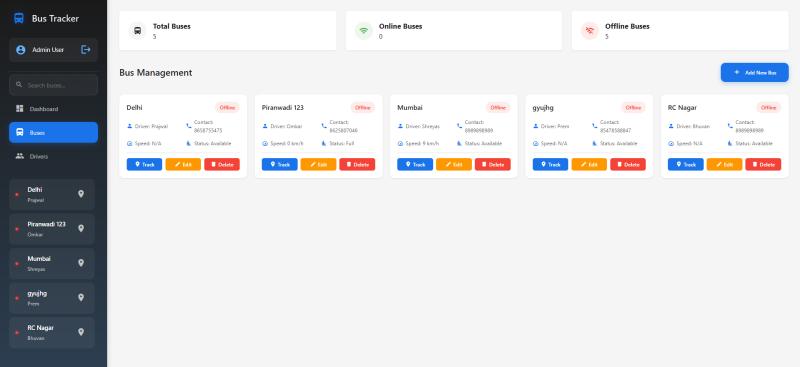 Bus Tracker
Admin User
Search buses...
Dashboard
Buses
Drivers
Delhi
Prajwal
Piranwadi 123
Omkar
Mumbai
Shreyas
gyujhg
Prem
RC Nagar
Bhuvan
Total Buses
5
Online Buses
0
Offline Buses
5
Bus Management
Add New Bus
Delhi Offline
Driver: Prajwal
Contact:
8658755475
Speed: N/A Status: Available
Track Edit Delete
Piranwadi 123 Offline
Driver: Omkar
Contact:
8625807046
Speed: 0 km/h Status: Full
Track Edit Delete
Mumbai Offline
Driver: Shreyas
Contact:
8989898989
Speed: 9 km/h Status: Available
Track Edit Delete
gyujhg Offline
Driver: Prem
Contact:
85478588847
Speed: N/A Status: Available
Track Edit Delete
RC Nagar Offline
Driver: Bhuvan
Contact:
8989898989
Speed: N/A Status: Available
Track Edit Delete